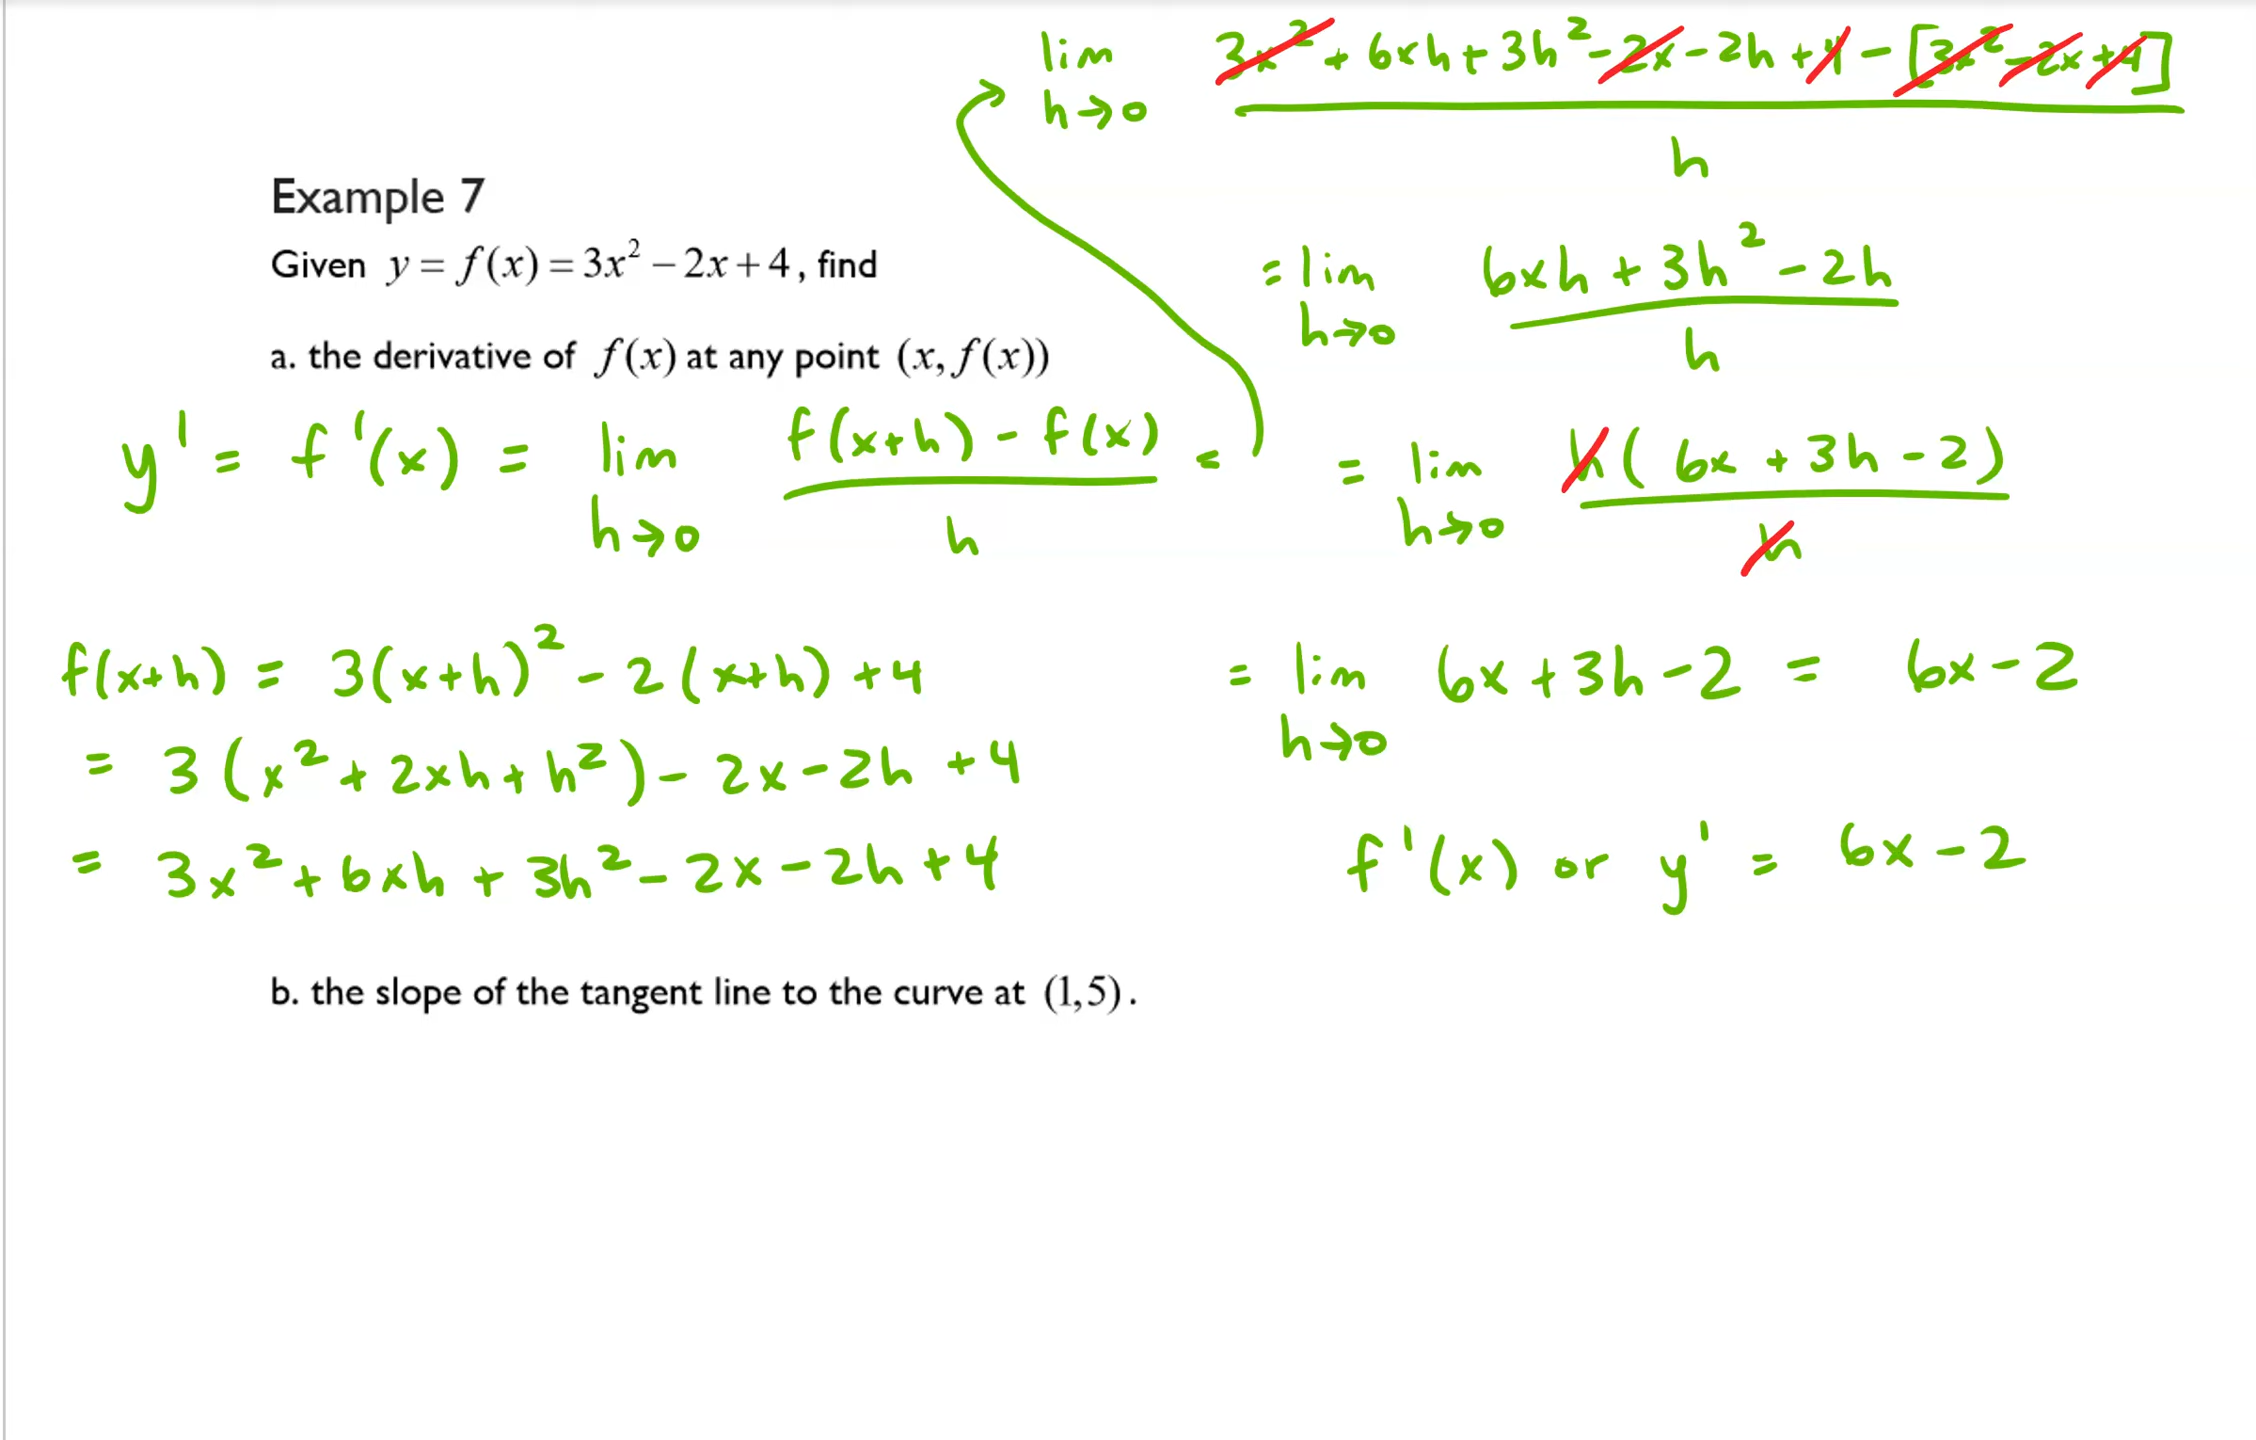 lim h→0 (3x² + 6xh + 3h² - 2x - 2h + 4 - [3x² - 2x + 4]) / h
Example 7
Given y = f(x) = 3x² − 2x + 4, find
= lim h→0 (6xh + 3h² - 2h) / h
a. the derivative of f(x) at any point (x, f(x))
y' = f'(x) = lim h→0 (f(x+h) - f(x)) / h =
= lim h→0 h(6x + 3h - 2) / h
f(x+h) = 3(x+h)² - 2(x+h) + 4
= 3(x² + 2xh + h²) - 2x - 2h + 4
= 3x² + 6xh + 3h² - 2x - 2h + 4
= lim h→0 6x + 3h - 2 = 6x - 2
f'(x) or y' = 6x - 2
b. the slope of the tangent line to the curve at (1,5).